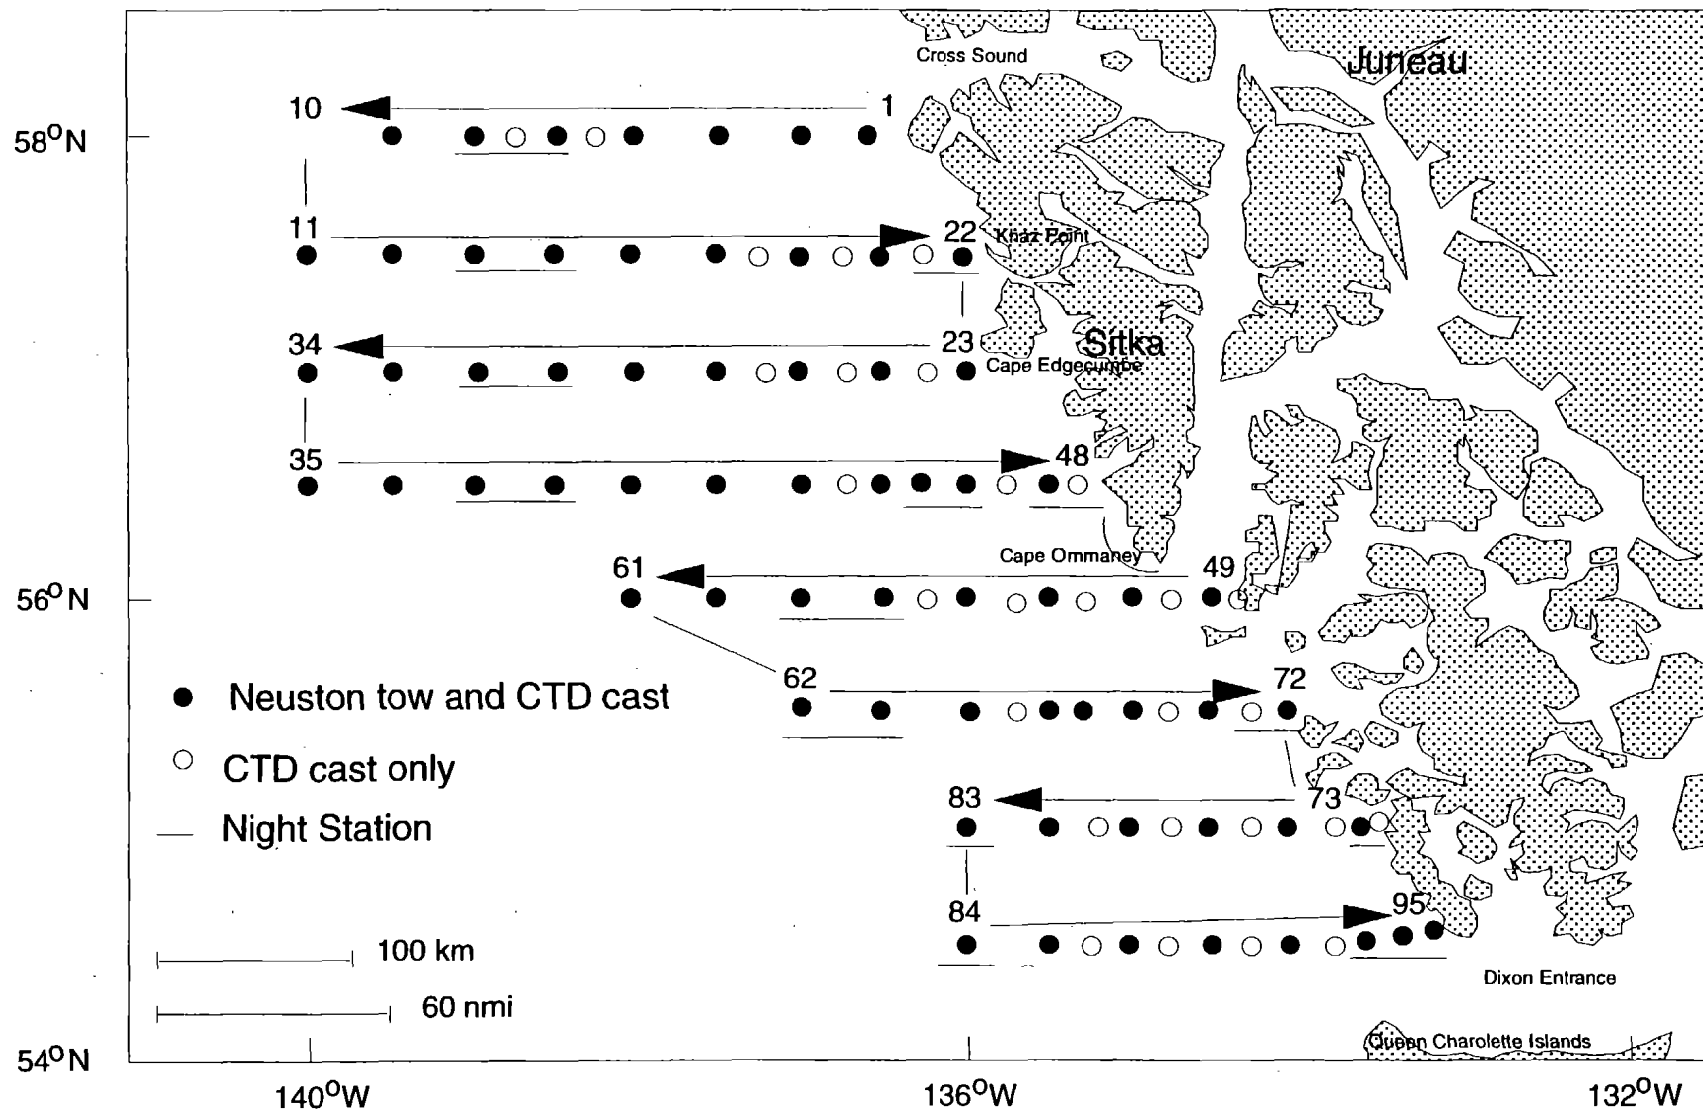 Cross Sound
Juneau
10
1
58°N
11
22
Khaz Point
34
23
Sitka
Cape Edgecumbe
35
48
Cape Ommaney
61
49
56°N
62
72
Neuston tow and CTD cast
CTD cast only
Night Station
83
73
84
95
100 km
60 nmi
Dixon Entrance
Queen Charolette Islands
54°N
140°W
136°W
132°W